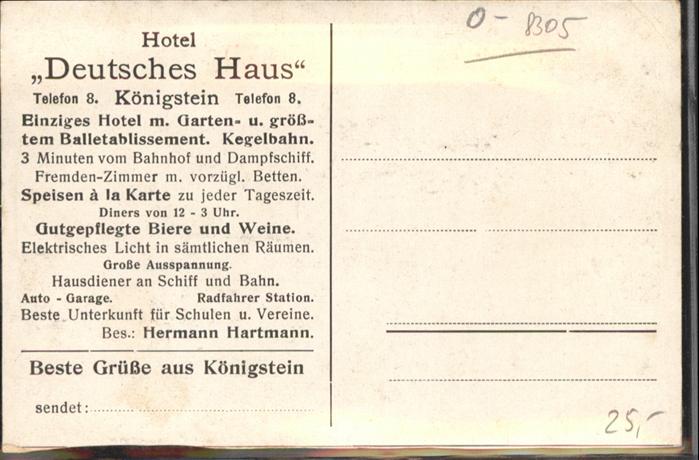 Hotel
„Deutsches Haus“
Telefon 8. Königstein Telefon 8.
Einziges Hotel m. Garten- u. größ-
tem Balletablissement. Kegelbahn.
3 Minuten vom Bahnhof und Dampfschiff.
Fremden-Zimmer m. vorzügl. Betten.
Speisen à la Karte zu jeder Tageszeit.
Diners von 12 - 3 Uhr.
Gutgepflegte Biere und Weine.
Elektrisches Licht in sämtlichen Räumen.
Große Ausspannung.
Hausdiener an Schiff und Bahn.
Auto - Garage. Radfahrer Station.
Beste Unterkunft für Schulen u. Vereine.
Bes.: Hermann Hartmann.
Beste Grüße aus Königstein
sendet:
O- 8305
25,-